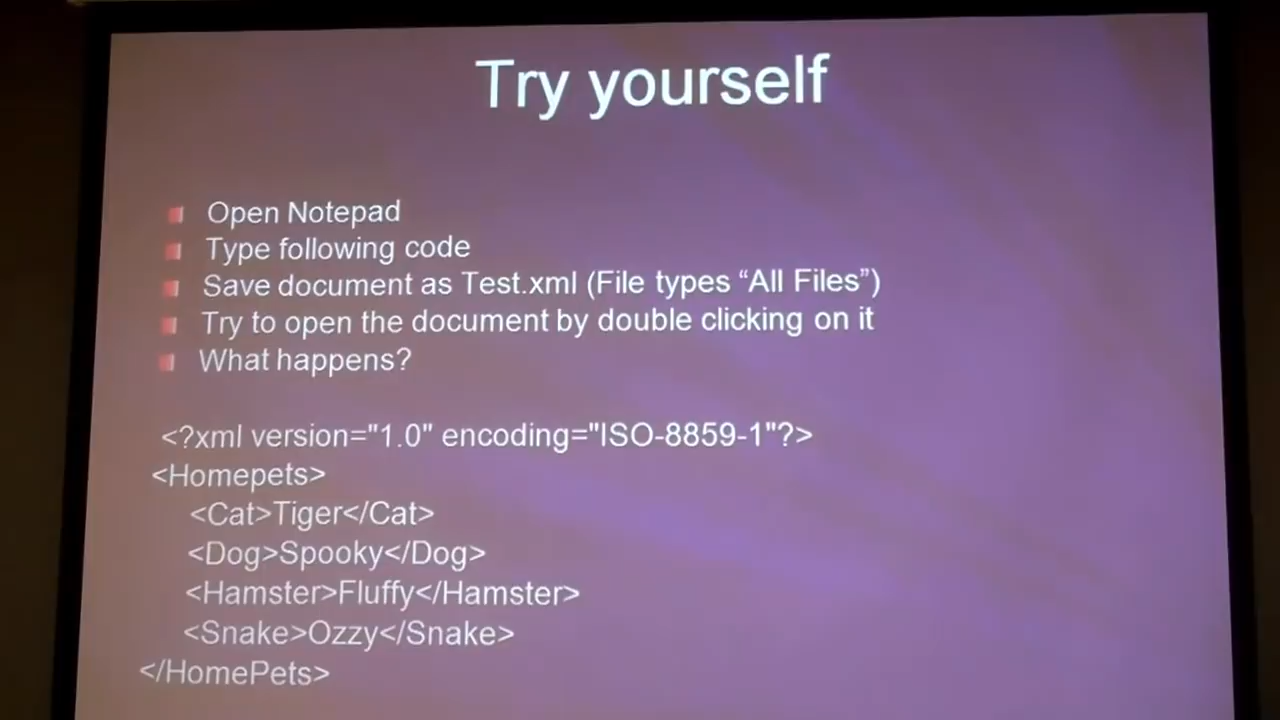 Try yourself
Open Notepad
Type following code
Save document as Test.xml (File types “All Files”)
Try to open the document by double clicking on it
What happens?
<?xml version="1.0" encoding="ISO-8859-1"?>
<Homepets>
<Cat>Tiger</Cat>
<Dog>Spooky</Dog>
<Hamster>Fluffy</Hamster>
<Snake>Ozzy</Snake>
</HomePets>